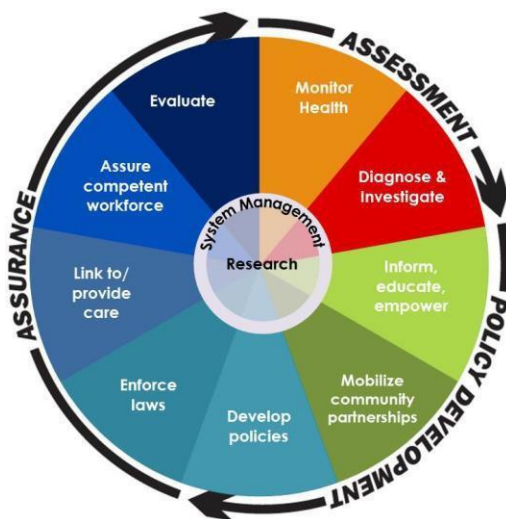 ASSESSMENT
Monitor
Health
Diagnose &
Investigate
POLICY DEVELOPMENT
Inform,
educate,
empower
Mobilize
community
partnerships
Develop
policies
ASSURANCE
Enforce
laws
Link to/
provide
care
Assure
competent
workforce
Evaluate
System Management
Research